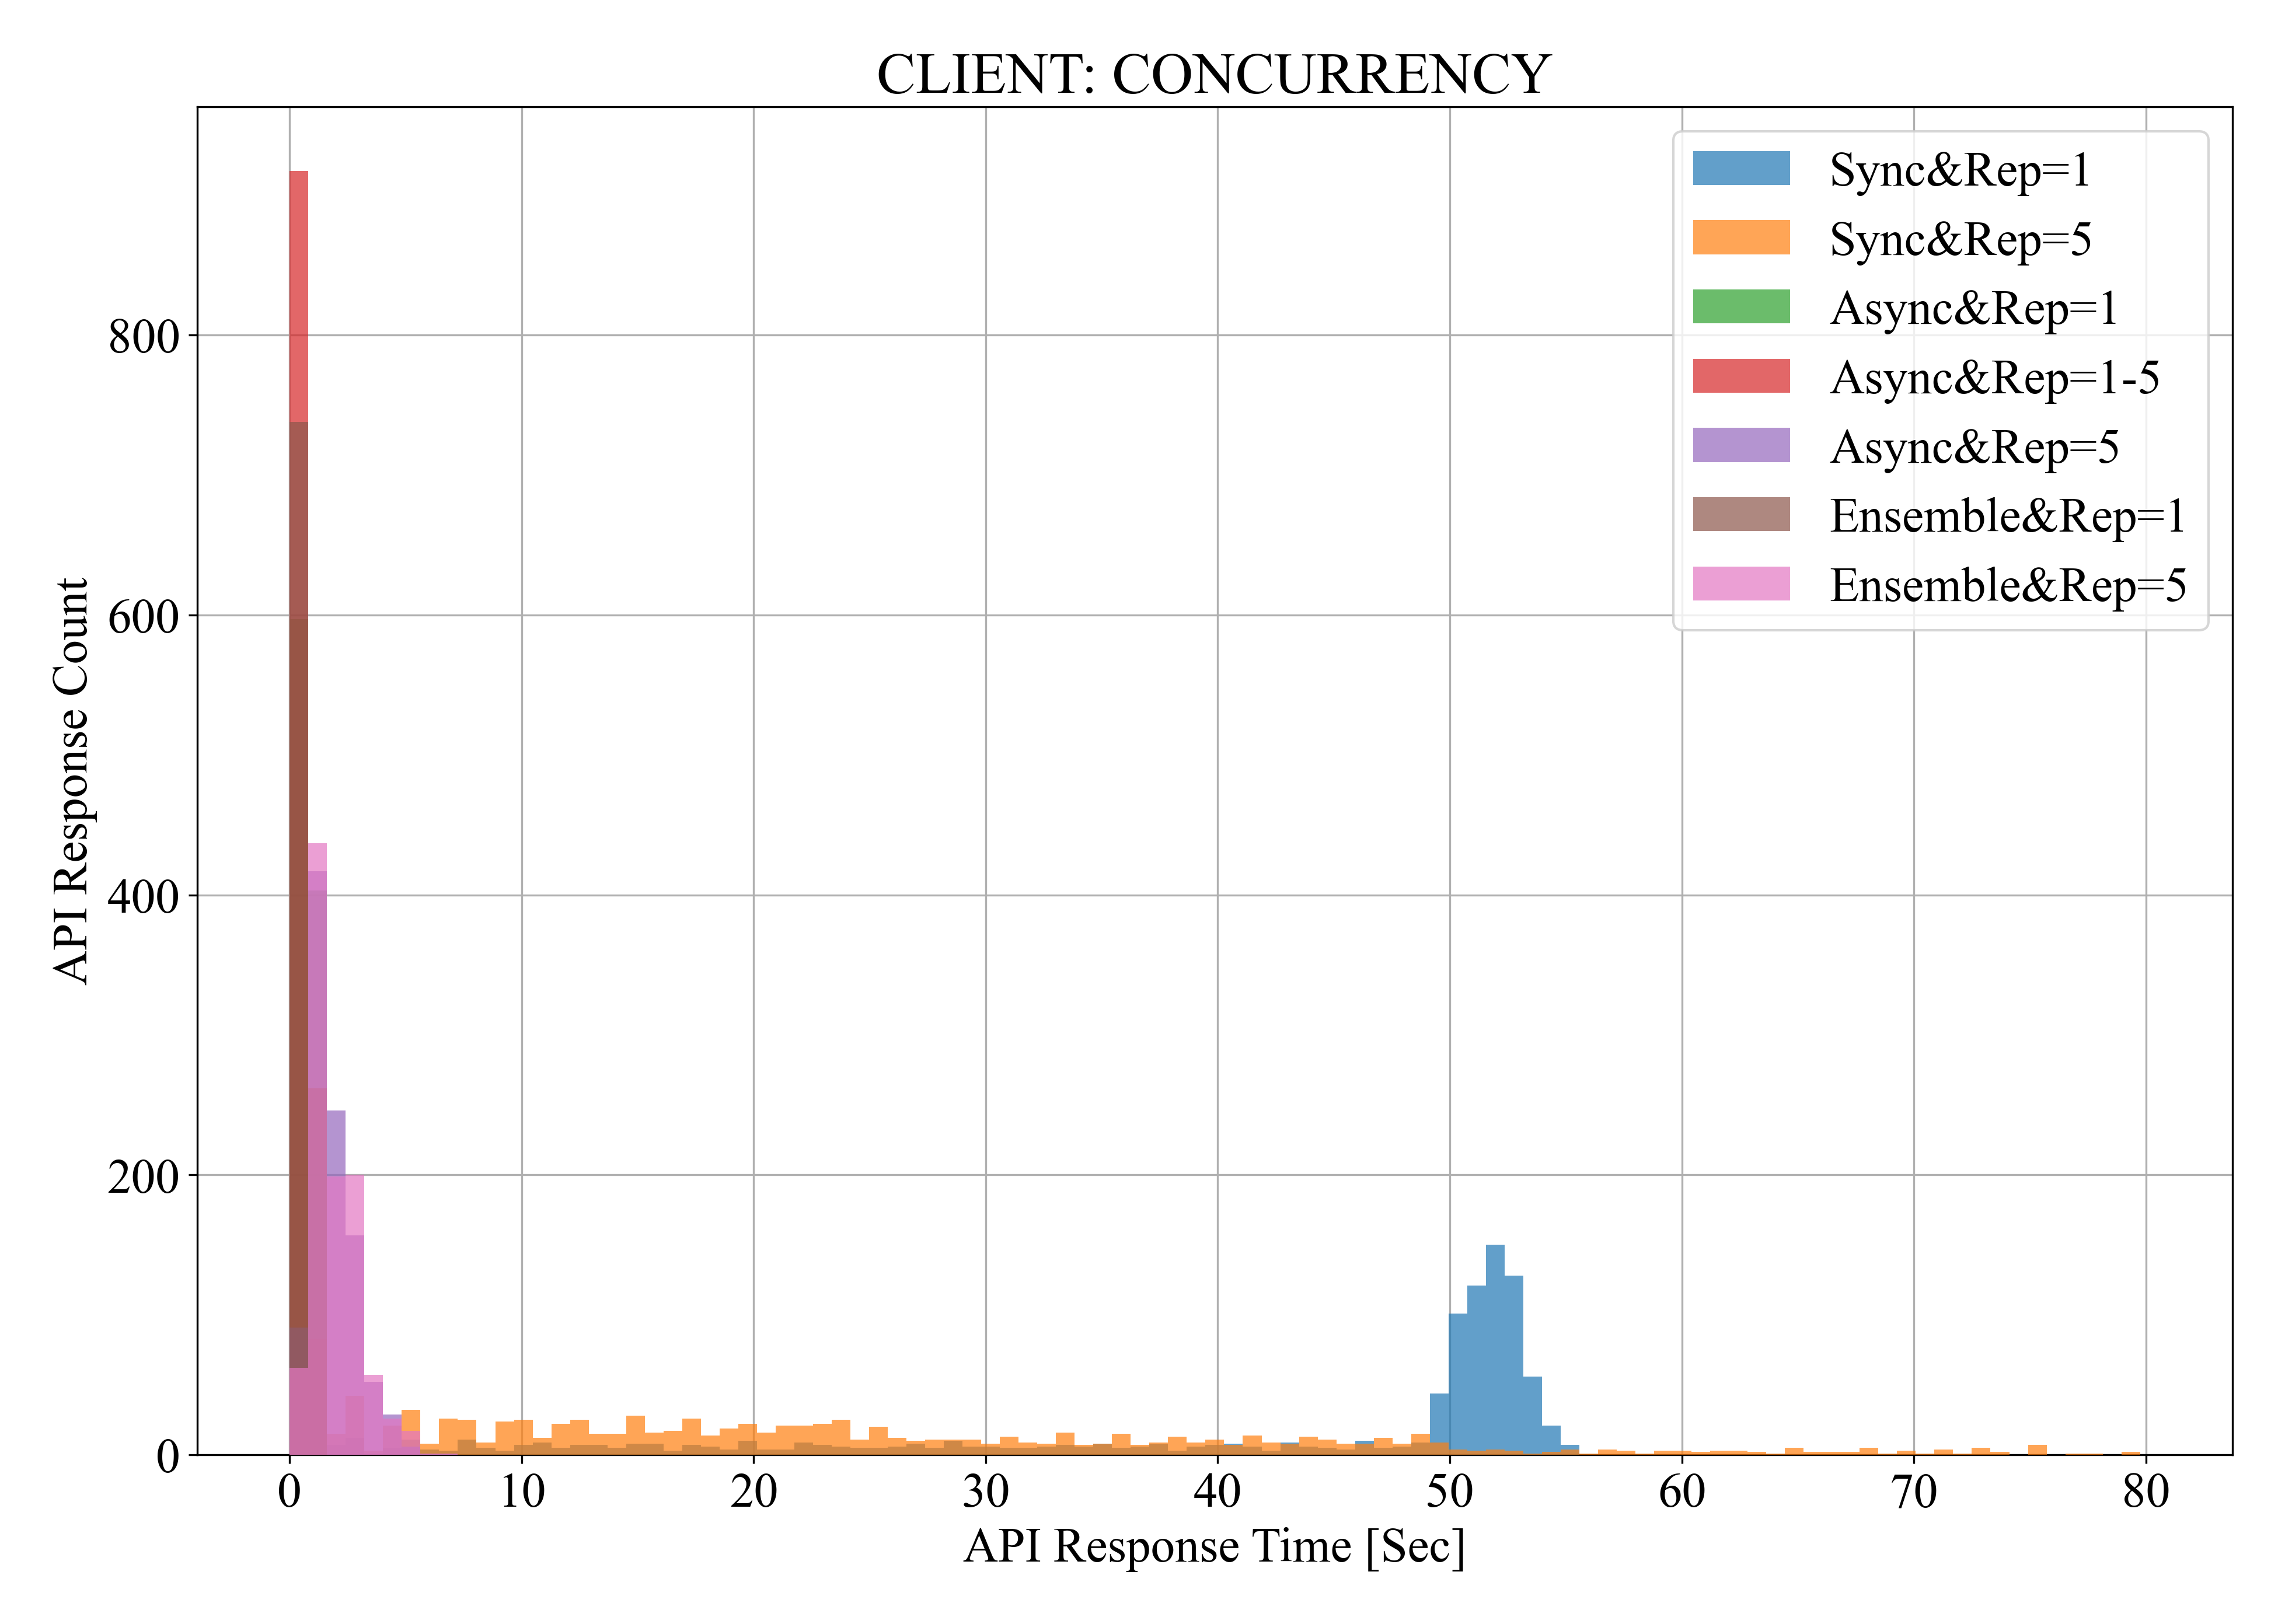 CLIENT: CONCURRENCY
Sync&Rep=1
Sync&Rep=5
Async&Rep=1
Async&Rep=1-5
Async&Rep=5
Ensemble&Rep=1
Ensemble&Rep=5
API Response Count
800
600
400
200
0
0 10 20 30 40 50 60 70 80
API Response Time [Sec]